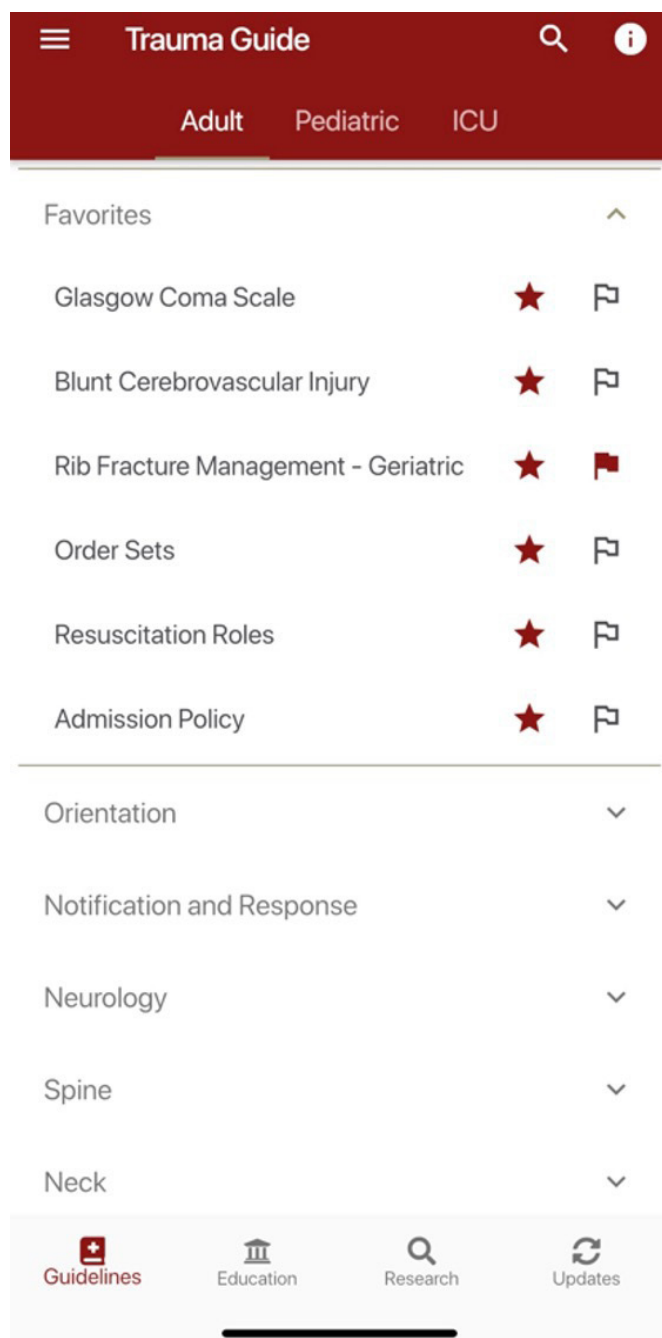 Trauma Guide
Adult Pediatric ICU
Favorites
Glasgow Coma Scale
Blunt Cerebrovascular Injury
Rib Fracture Management - Geriatric
Order Sets
Resuscitation Roles
Admission Policy
Orientation
Notification and Response
Neurology
Spine
Neck
Guidelines Education Research Updates